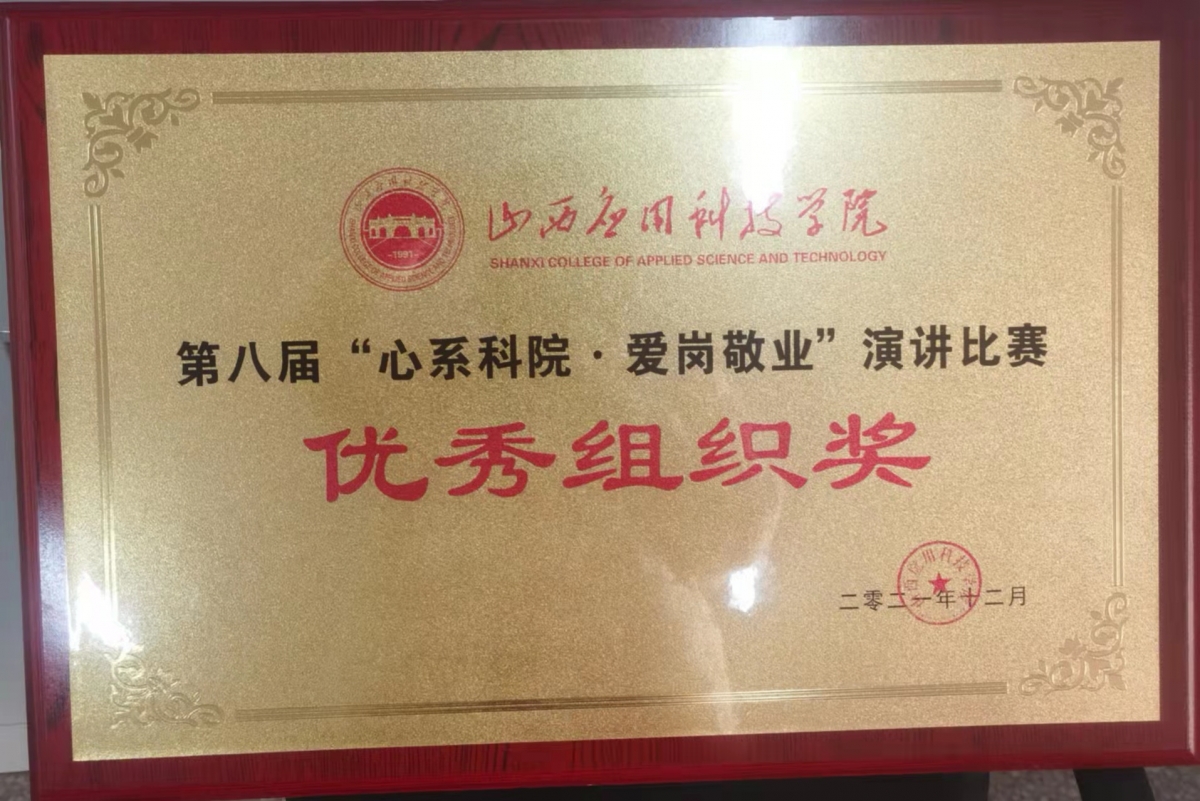 山西应用科技学院
SHANXI COLLEGE OF APPLIED SCIENCE AND TECHNOLOGY
1991
第八届“心系科院·爱岗敬业”演讲比赛
优秀组织奖
二零二一年十二月